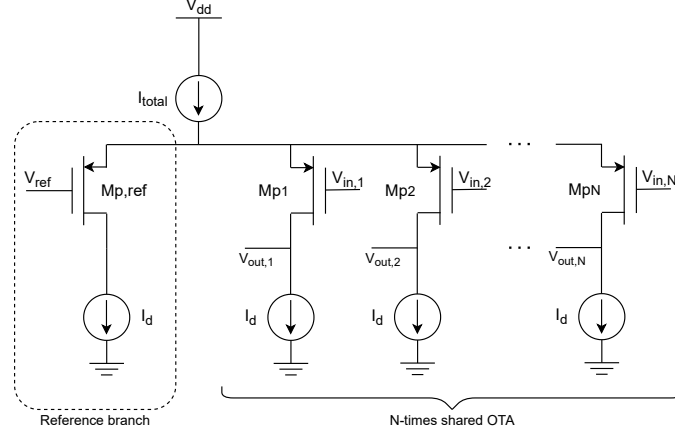 Vdd
Itotal
Vref
Mp,ref
Mp1
Vin,1
Mp2
Vin,2
...
MpN
Vin,N
Vout,1
Vout,2
...
Vout,N
Id
Id
Id
Id
Reference branch
N-times shared OTA